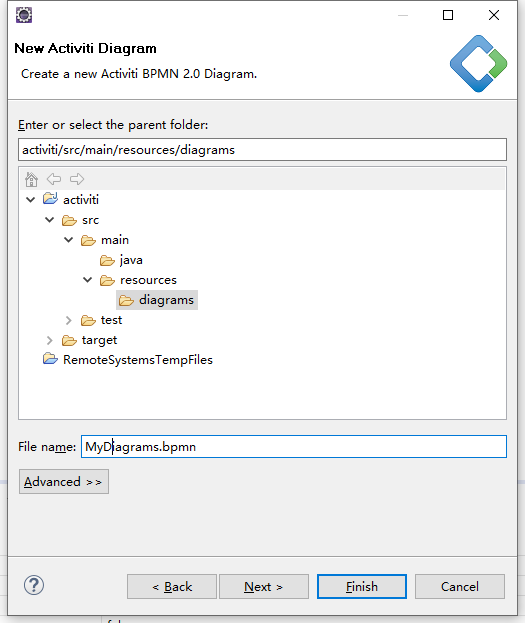 New Activiti Diagram
Create a new Activiti BPMN 2.0 Diagram.
Enter or select the parent folder:
activiti/src/main/resources/diagrams
activiti
src
main
java
resources
diagrams
test
target
RemoteSystemsTempFiles
File name: MyDiagrams.bpmn
Advanced >>
? < Back Next > Finish Cancel